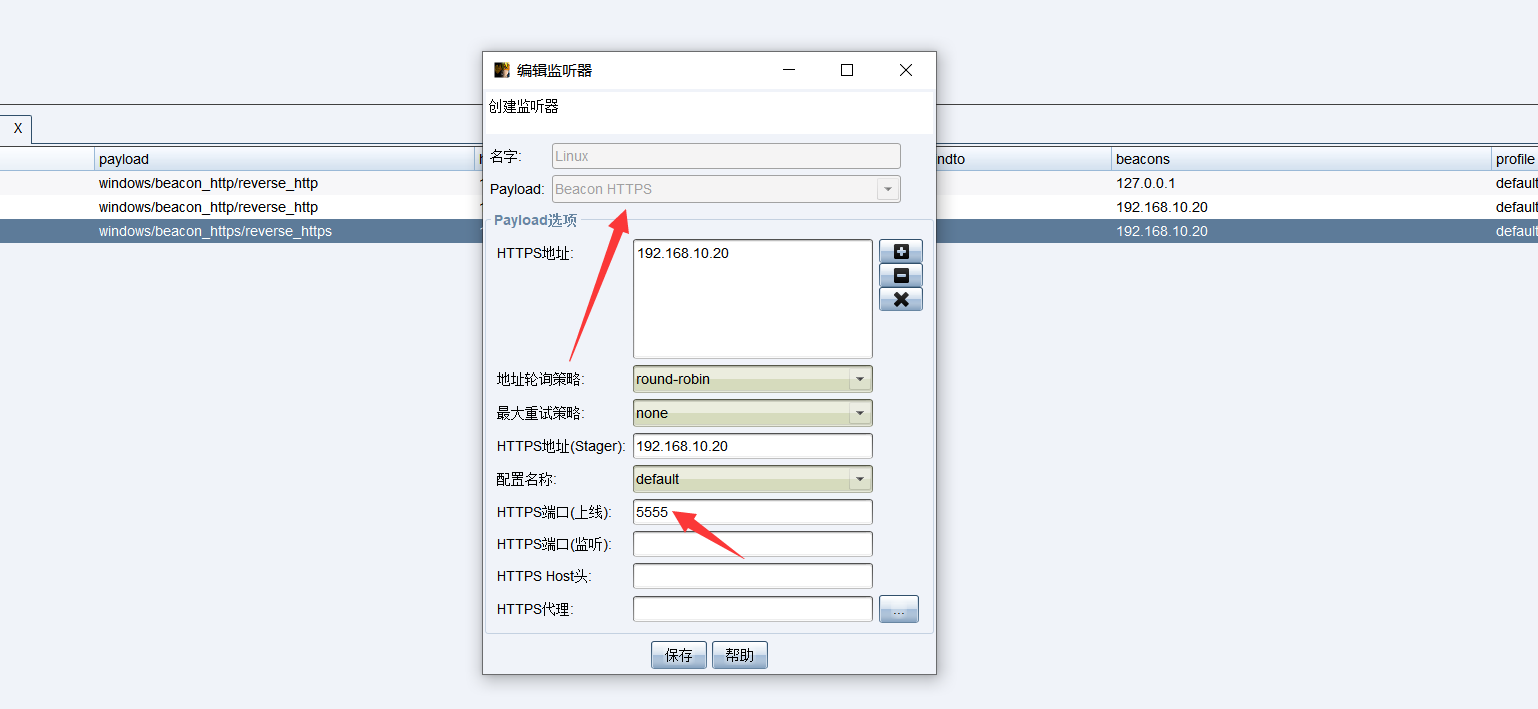 编辑监听器
创建监听器
X
payload
ndto
beacons
profile
名字:
Linux
windows/beacon_http/reverse_http
127.0.0.1
default
Payload:
Beacon HTTPS
windows/beacon_http/reverse_http
192.168.10.20
default
windows/beacon_https/reverse_https
192.168.10.20
default
Payload选项
HTTPS地址:
192.168.10.20
地址轮询策略:
round-robin
最大重试策略:
none
HTTPS地址(Stager):
192.168.10.20
配置名称:
default
HTTPS端口(上线):
5555
HTTPS端口(监听):
HTTPS Host头:
HTTPS代理:
...
保存
帮助